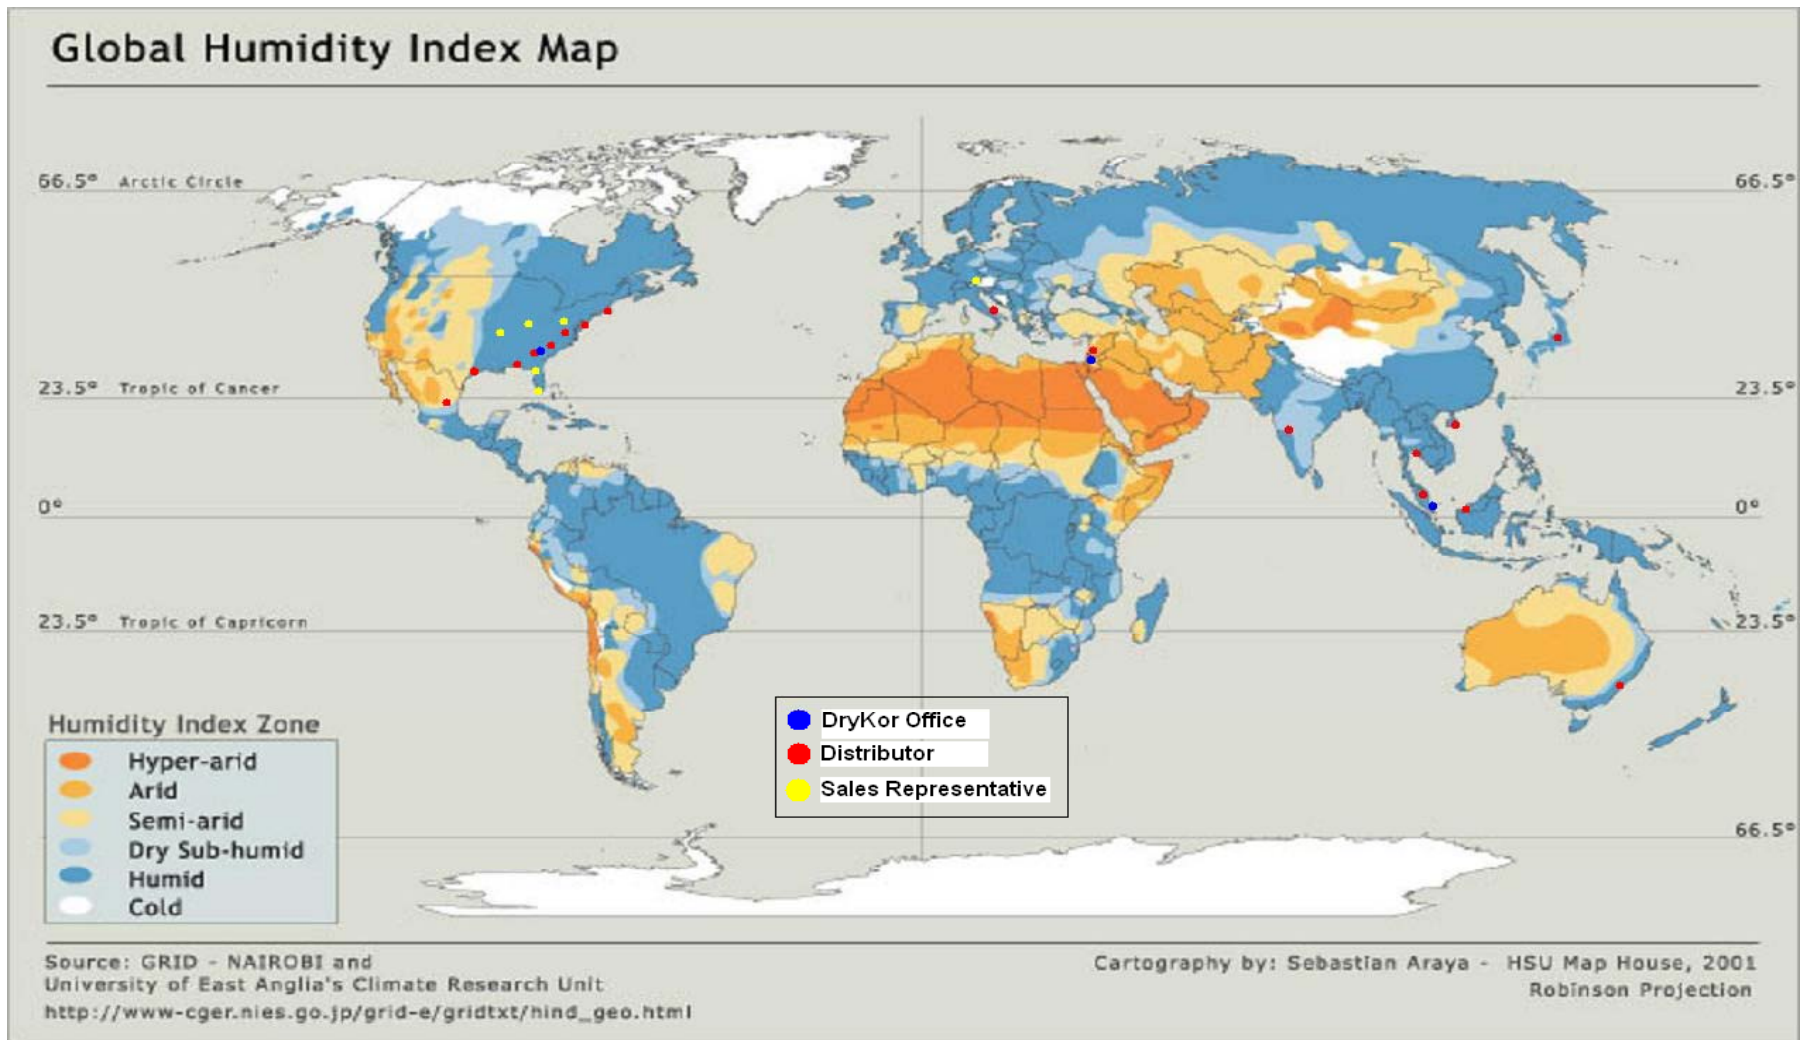 Global Humidity Index Map
66.5° Arctic Circle
66.5°
23.5° Tropic of Cancer
23.5°
0°
0°
23.5° Tropic of Capricorn
23.5°
66.5°
DryKor Office
Distributor
Sales Representative
Humidity Index Zone
Hyper-arid
Arid
Semi-arid
Dry Sub-humid
Humid
Cold
Source: GRID - NAIROBI and
University of East Anglia's Climate Research Unit
http://www-cger.nies.go.jp/grid-e/gridtxt/hind_geo.html
Cartography by: Sebastian Araya - HSU Map House, 2001
Robinson Projection